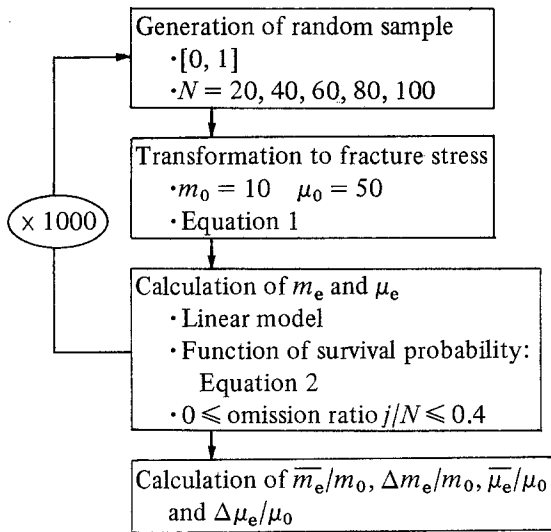 Generation of random sample
·[0, 1]
·N = 20, 40, 60, 80, 100
Transformation to fracture stress
·m₀ = 10 μ₀ = 50
·Equation 1
× 1000
Calculation of mₑ and μₑ
·Linear model
·Function of survival probability:
Equation 2
·0 ⩽ omission ratio j/N ⩽ 0.4
Calculation of m̅ₑ/m₀, Δmₑ/m₀, μ̅ₑ/μ₀
and Δμₑ/μ₀